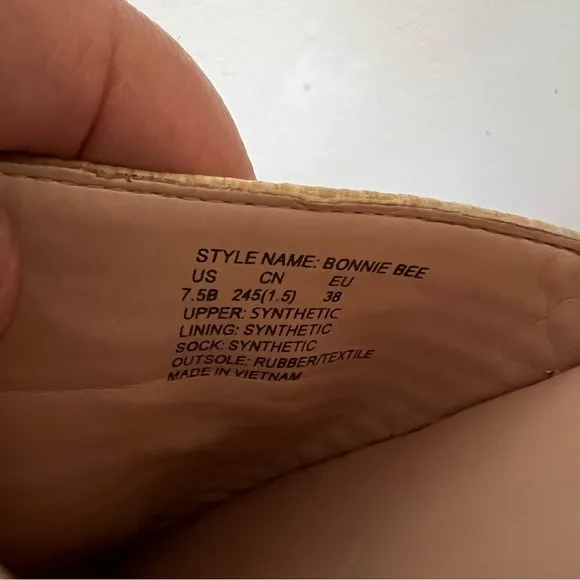 STYLE NAME: BONNIE BEE
US CN EU
7.5B 245(1.5) 38
UPPER: SYNTHETIC
LINING: SYNTHETIC
SOCK: SYNTHETIC
OUTSOLE: RUBBER/TEXTILE
MADE IN VIETNAM